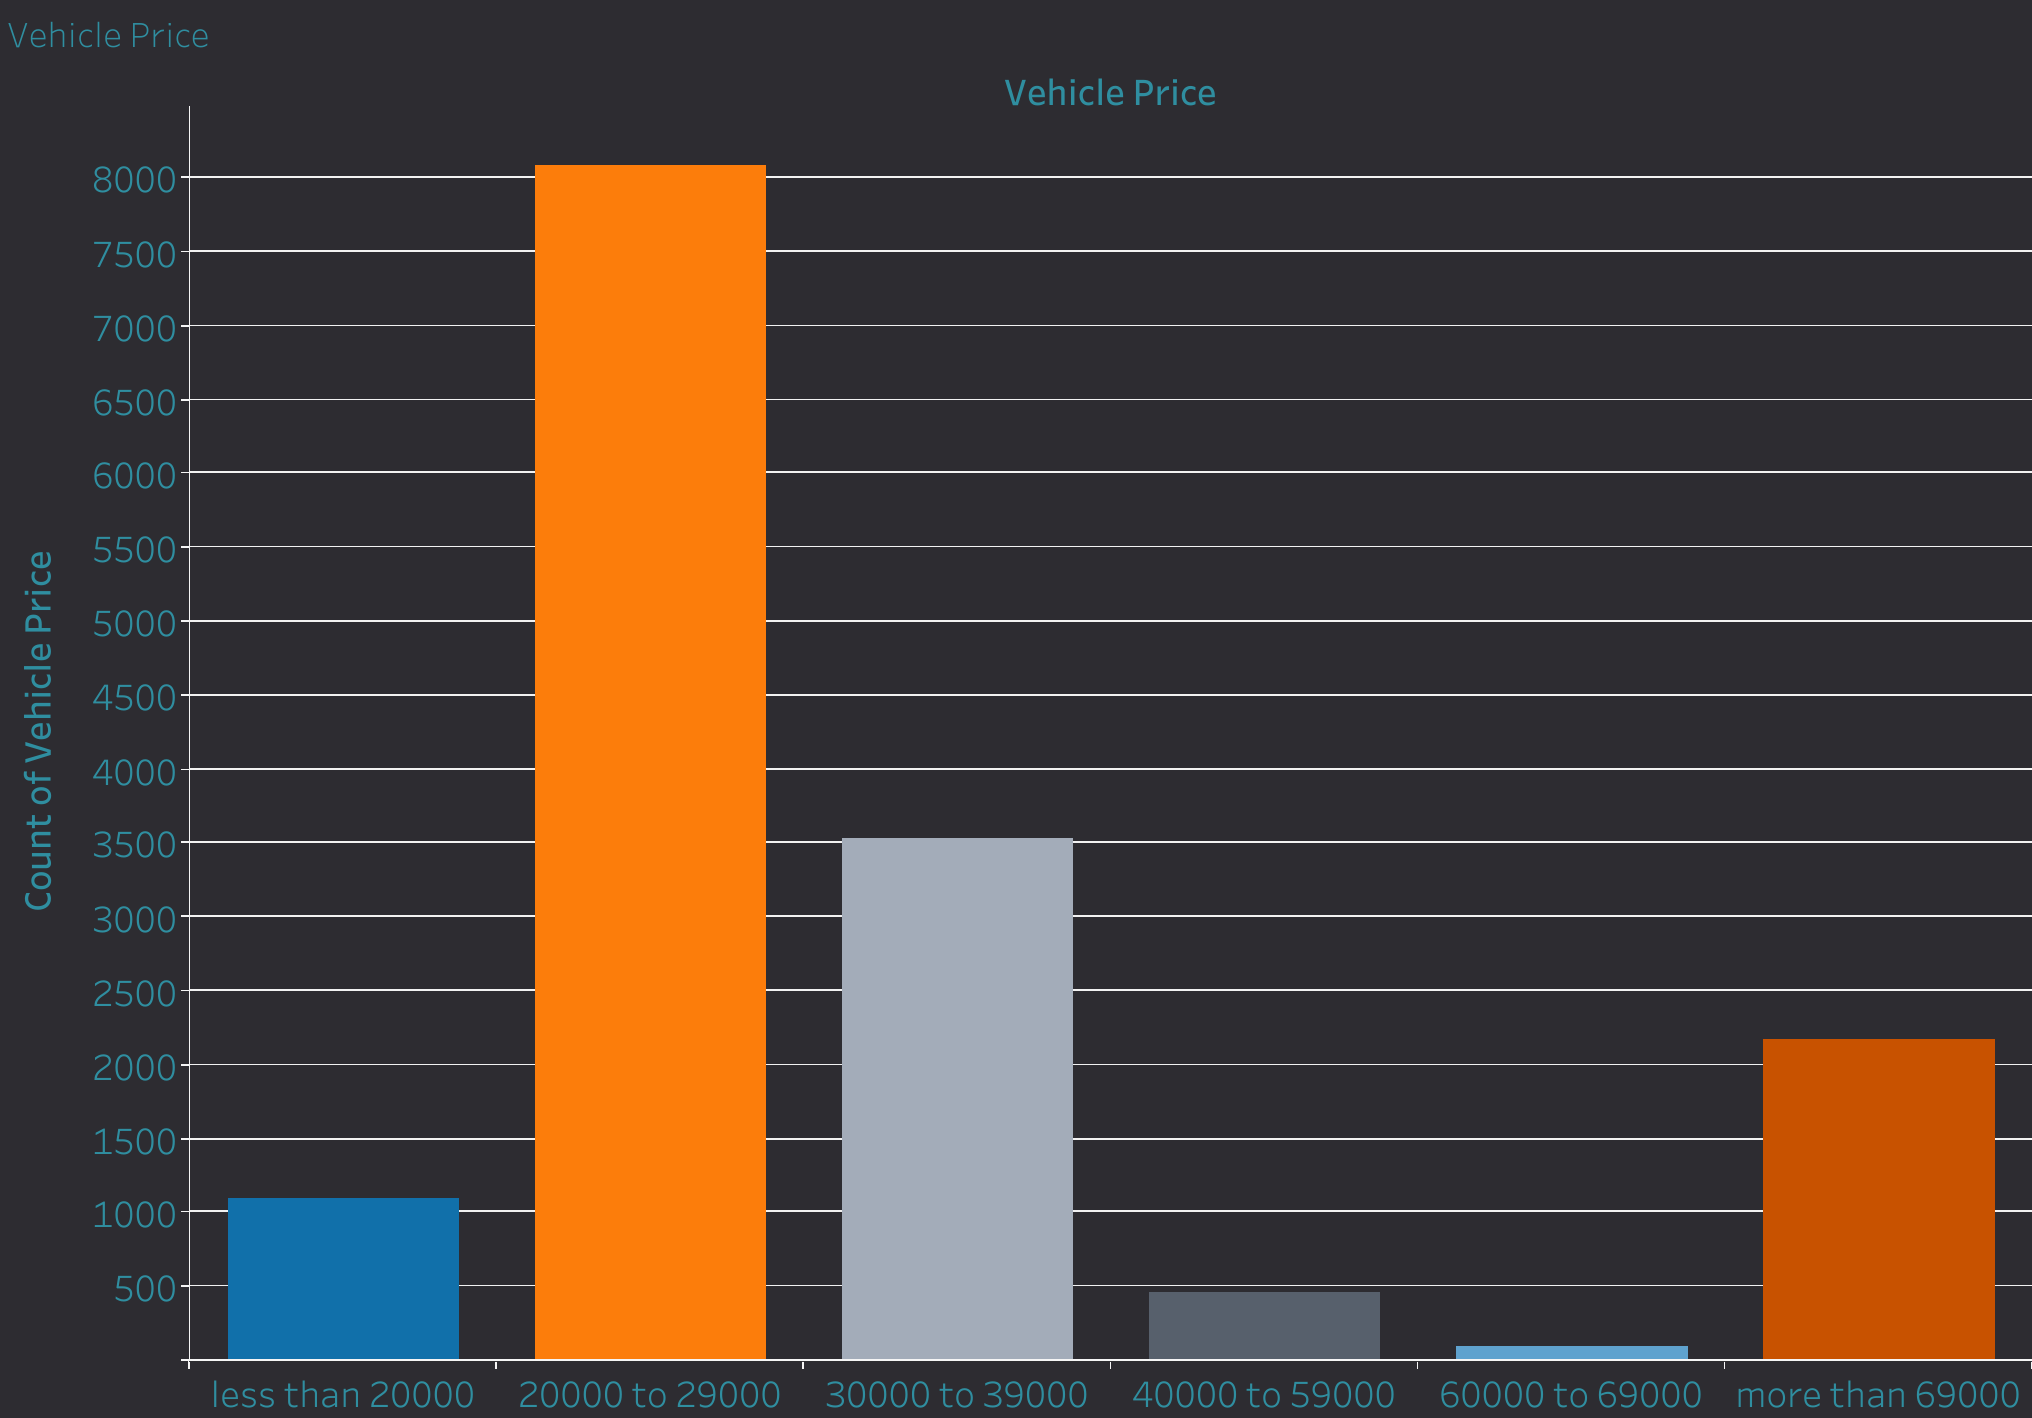 Vehicle Price
Vehicle Price
Count of Vehicle Price
8000
7500
7000
6500
6000
5500
5000
4500
4000
3500
3000
2500
2000
1500
1000
500
less than 20000
20000 to 29000
30000 to 39000
40000 to 59000
60000 to 69000
more than 69000